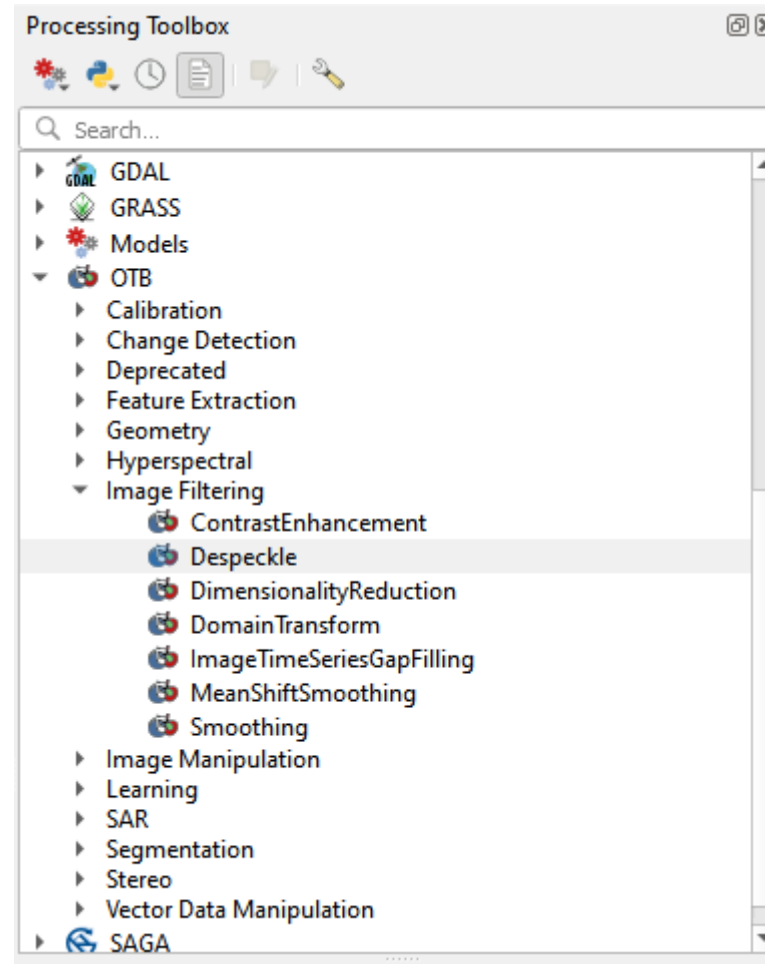 Processing Toolbox
Search...
GDAL GDAL
GRASS
Models
OTB
Calibration
Change Detection
Deprecated
Feature Extraction
Geometry
Hyperspectral
Image Filtering
ContrastEnhancement
Despeckle
DimensionalityReduction
DomainTransform
ImageTimeSeriesGapFilling
MeanShiftSmoothing
Smoothing
Image Manipulation
Learning
SAR
Segmentation
Stereo
Vector Data Manipulation
SAGA